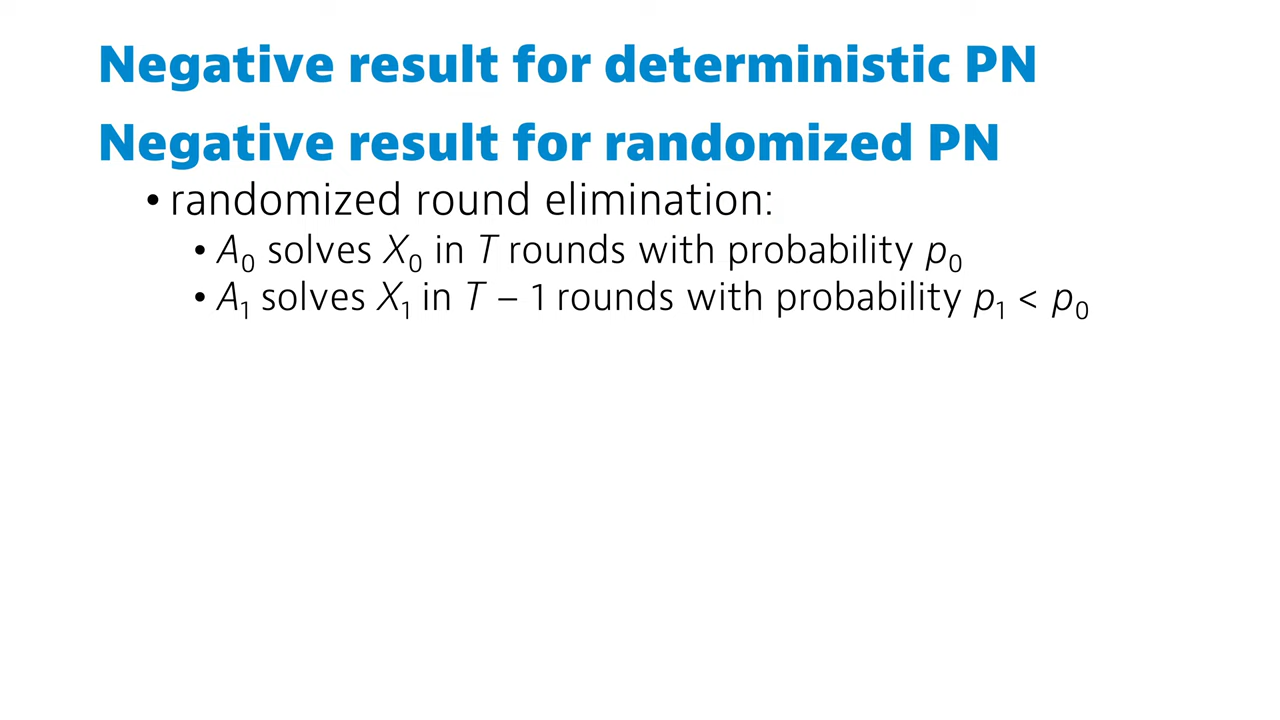 Negative result for deterministic PN
Negative result for randomized PN
• randomized round elimination:
• A₀ solves X₀ in T rounds with probability p₀
• A₁ solves X₁ in T – 1 rounds with probability p₁ < p₀